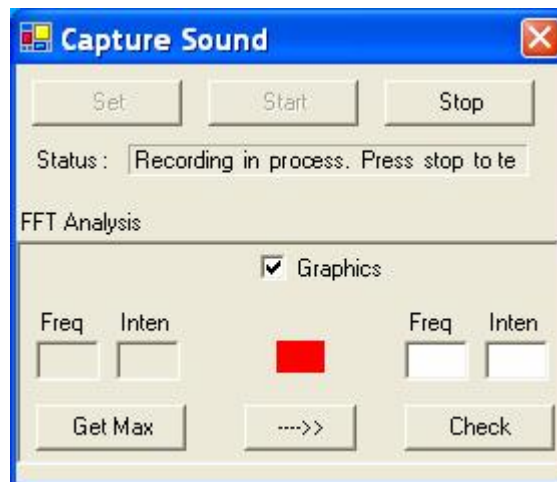 Capture Sound
Set Start Stop
Status : Recording in process. Press stop to te
FFT Analysis
Graphics
Freq Inten Freq Inten
Get Max ---->> Check